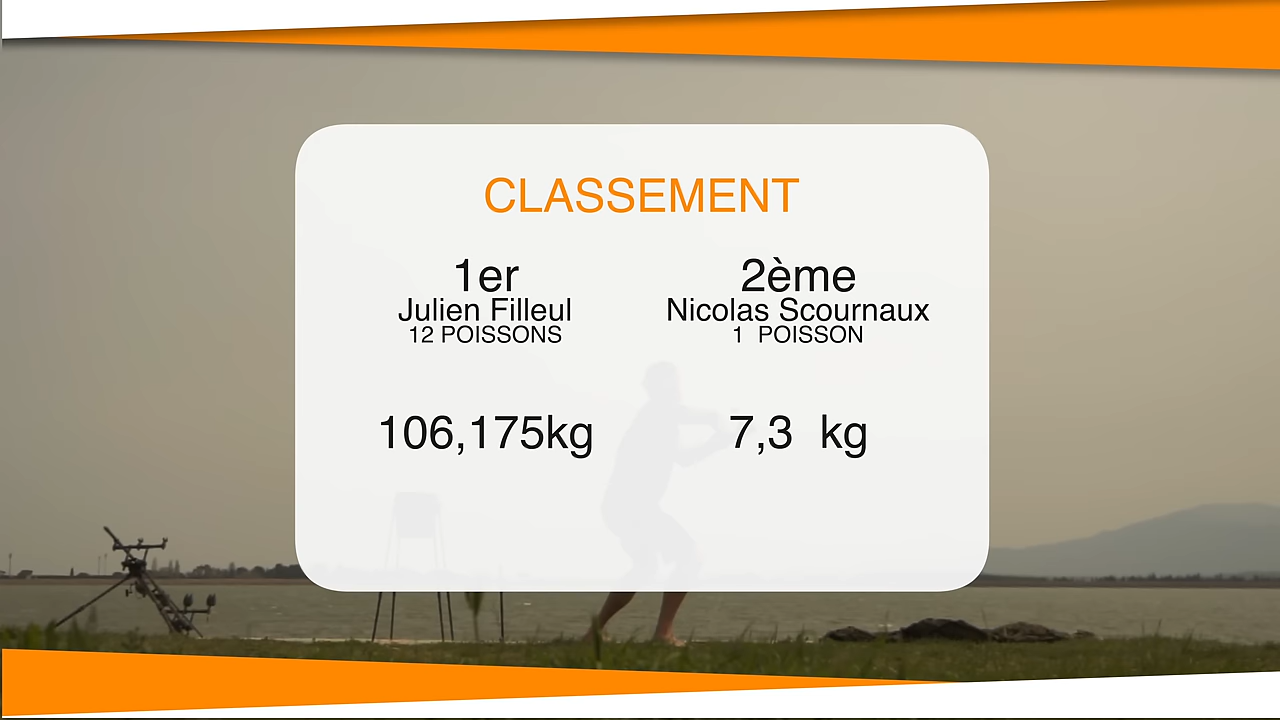 CLASSEMENT
1er
Julien Filleul
12 POISSONS
106,175kg
2ème
Nicolas Scournaux
1 POISSON
7,3 kg